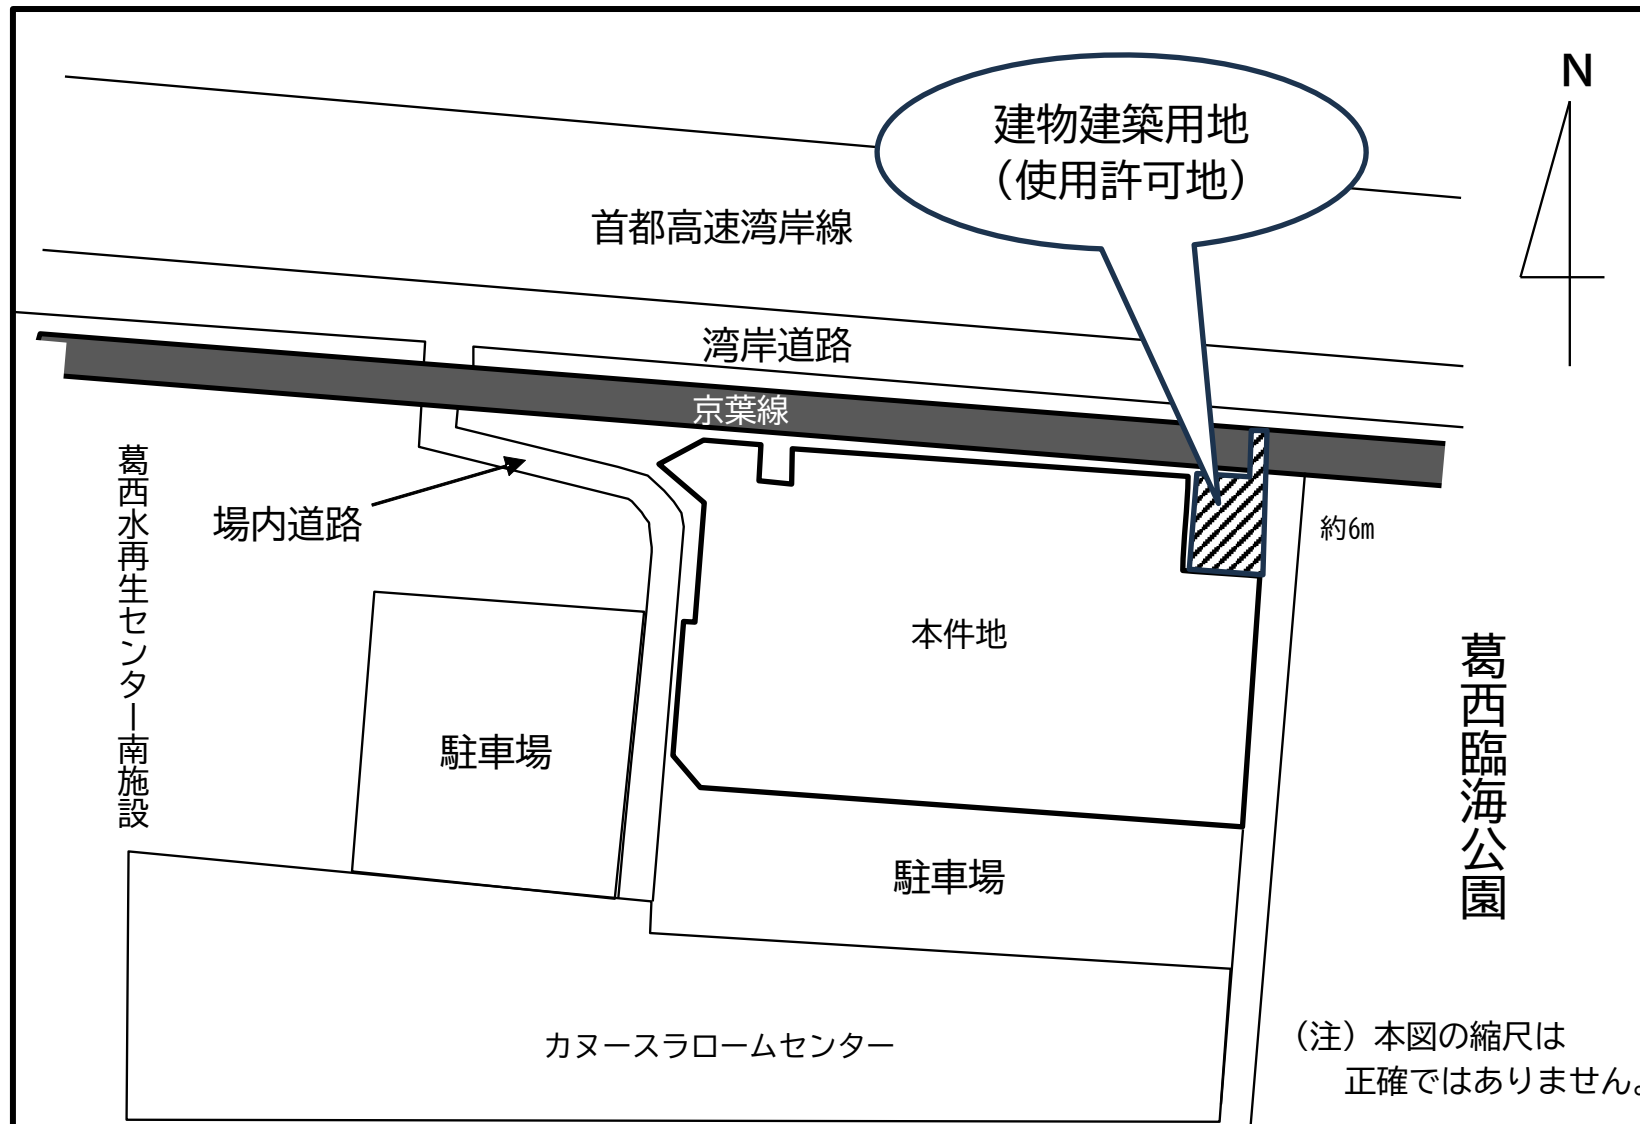 N
建物建築用地
（使用許可地）
首都高速湾岸線
湾岸道路
京葉線
葛西水再生センター南施設
場内道路
約6m
本件地
葛西臨海公園
駐車場
駐車場
カヌースラロームセンター
（注）本図の縮尺は
正確ではありません。